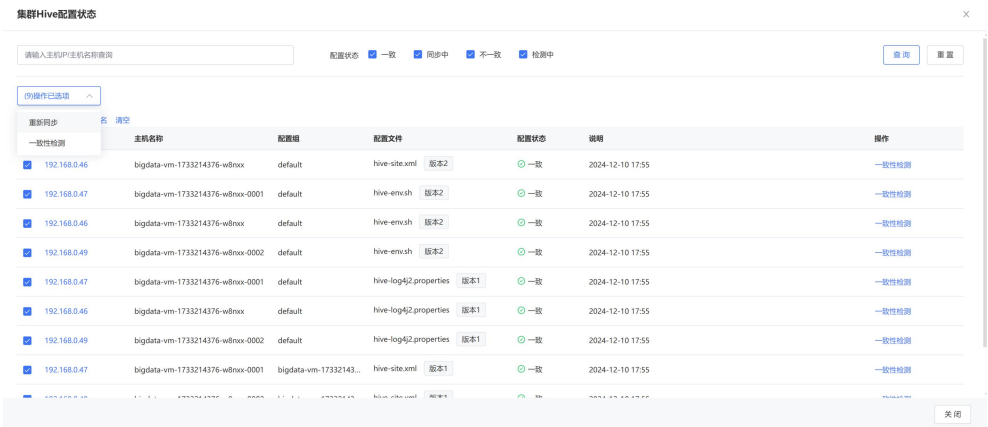 集群Hive配置状态
请输入主机IP/主机名称查询 配置状态 一致 同步中 不一致 检测中 查询 重置
(9)操作已选项
重新同步 名 清空
一致性检测 主机名称 配置组 配置文件 配置状态 说明 操作
192.168.0.46 bigdata-vm-1733214376-w8nxx default hive-site.xml 版本2 一致 2024-12-10 17:55 一致性检测
192.168.0.47 bigdata-vm-1733214376-w8nxx-0001 default hive-env.sh 版本2 一致 2024-12-10 17:55 一致性检测
192.168.0.46 bigdata-vm-1733214376-w8nxx default hive-env.sh 版本2 一致 2024-12-10 17:55 一致性检测
192.168.0.49 bigdata-vm-1733214376-w8nxx-0002 default hive-env.sh 版本2 一致 2024-12-10 17:55 一致性检测
192.168.0.47 bigdata-vm-1733214376-w8nxx-0001 default hive-log4j2.properties 版本1 一致 2024-12-10 17:55 一致性检测
192.168.0.46 bigdata-vm-1733214376-w8nxx default hive-log4j2.properties 版本1 一致 2024-12-10 17:55 一致性检测
192.168.0.49 bigdata-vm-1733214376-w8nxx-0002 default hive-log4j2.properties 版本1 一致 2024-12-10 17:55 一致性检测
192.168.0.47 bigdata-vm-1733214376-w8nxx-0001 bigdata-vm-17332143... hive-site.xml 版本1 一致 2024-12-10 17:55 一致性检测
关闭